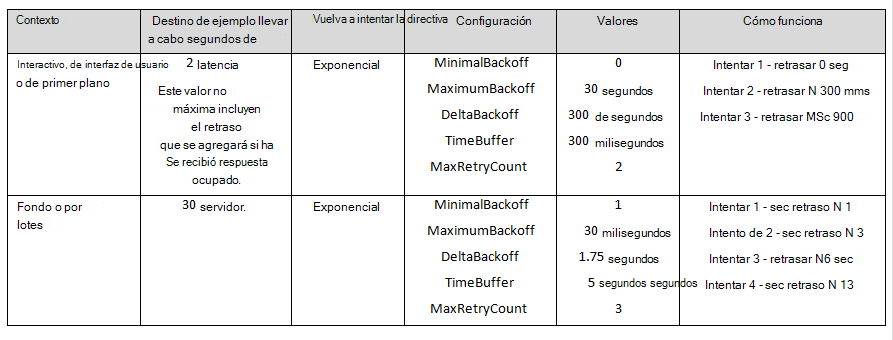 Contexto
Destino de ejemplo llevar
a cabo segundos de
Vuelva a intentar la directiva
Configuración
Valores
Cómo funciona
Interactivo, de interfaz de usuario
o de primer plano
2 latencia
Este valor no
máxima incluyen
el retraso
que se agregará si ha
Se recibió respuesta
ocupado.
Exponencial
MinimalBackoff
MaximumBackoff
DeltaBackoff
TimeBuffer
MaxRetryCount
0
30 segundos
300 de segundos
300 milisegundos
2
Intentar 1 - retrasar 0 seg
Intentar 2 - retrasar N 300 mms
Intentar 3 - retrasar MSc 900
Fondo o por
lotes
30 servidor.
Exponencial
MinimalBackoff
MaximumBackoff
DeltaBackoff
TimeBuffer
MaxRetryCount
1
30 milisegundos
1.75 segundos
5 segundos segundos
3
Intentar 1 - sec retraso N 1
Intento de 2 - sec retraso N 3
Intentar 3 - retrasar N6 sec
Intentar 4 - sec retraso N 13